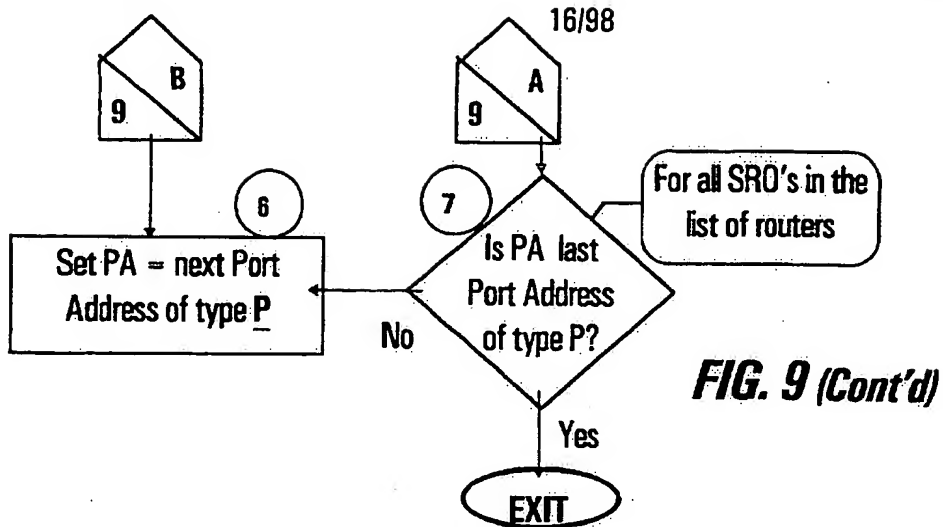 16/98
B
9
A
9
6
7
For all SRO's in the
list of routers
Set PA = next Port
Address of type P
Is PA last
Port Address
of type P?
No
Yes
FIG. 9 (Cont'd)
EXIT